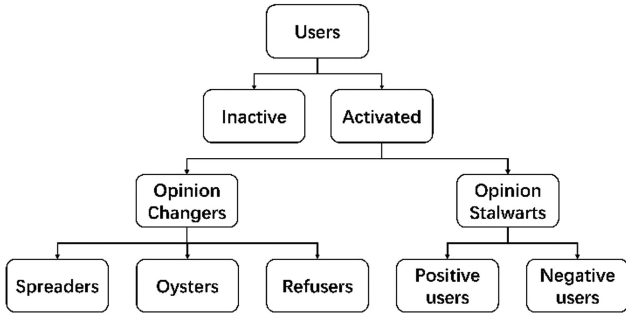 Users
Inactive
Activated
Opinion
Changers
Opinion
Stalwarts
Spreaders
Oysters
Refusers
Positive
users
Negative
users